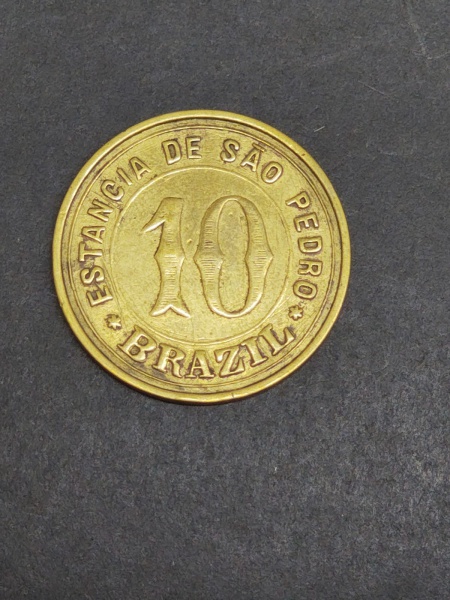 ESTANCIA DE SÃO PEDRO
10
* BRAZIL *